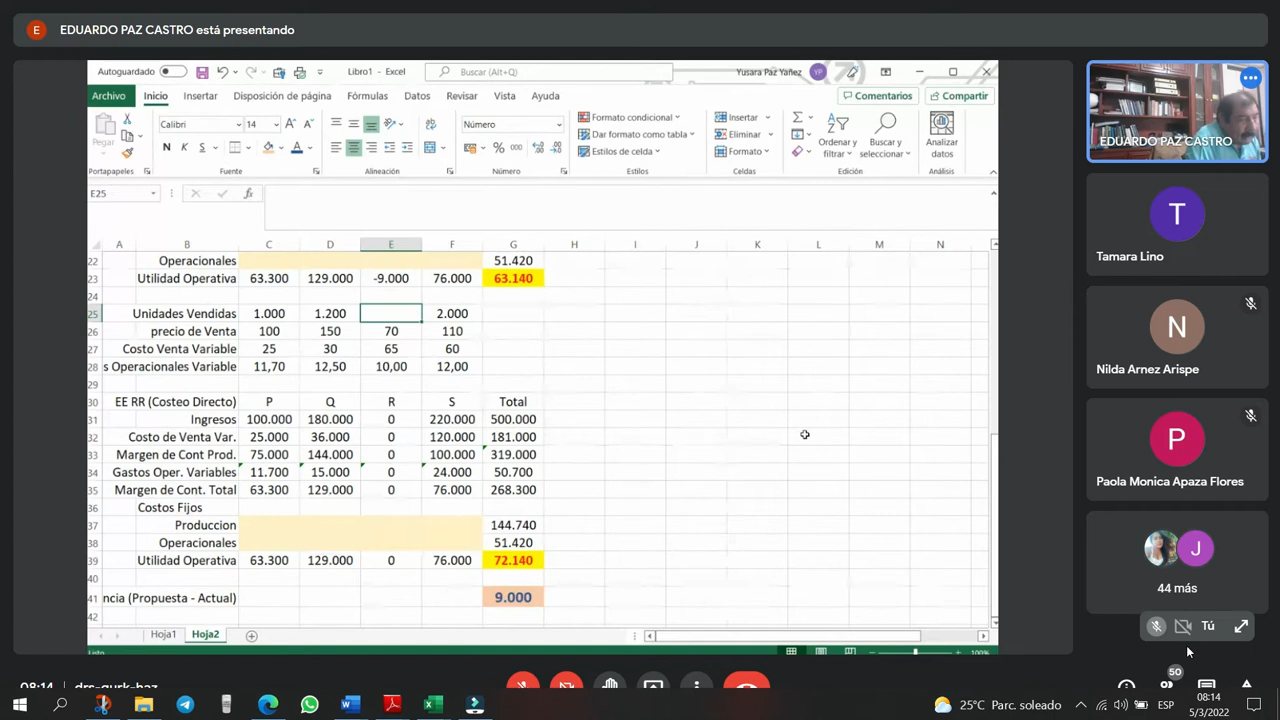 E EDUARDO PAZ CASTRO está presentando
Autoguardado Libro1 - Excel Buscar (Alt+Q) Yusara Paz Yañez YP
Archivo Inicio Insertar Disposición de página Fórmulas Datos Revisar Vista Ayuda Comentarios Compartir
Pegar Calibri 14 Número Formato condicional Dar formato como tabla Estilos de celda Insertar Eliminar Formato Ordenar y filtrar Buscar y seleccionar Analizar datos
N K S
Portapapeles Fuente Alineación Número Estilos Celdas Edición Análisis
E25 fx
A B C D E F G H I J K L M N
22 Operacionales 51.420
23 Utilidad Operativa 63.300 129.000 -9.000 76.000 63.140
24
25 Unidades Vendidas 1.000 1.200 2.000
26 precio de Venta 100 150 70 110
27 Costo Venta Variable 25 30 65 60
28 s Operacionales Variable 11,70 12,50 10,00 12,00
29
30 EE RR (Costeo Directo) P Q R S Total
31 Ingresos 100.000 180.000 0 220.000 500.000
32 Costo de Venta Var. 25.000 36.000 0 120.000 181.000
33 Margen de Cont Prod. 75.000 144.000 0 100.000 319.000
34 Gastos Oper. Variables 11.700 15.000 0 24.000 50.700
35 Margen de Cont. Total 63.300 129.000 0 76.000 268.300
36 Costos Fijos
37 Produccion 144.740
38 Operacionales 51.420
39 Utilidad Operativa 63.300 129.000 0 76.000 72.140
40
41 ncia (Propuesta - Actual) 9.000
42
Hoja1 Hoja2
Listo 100%
EDUARDO PAZ CASTRO
T
Tamara Lino
N
Nilda Arnez Arispe
P
Paola Monica Apaza Flores
J
44 más
Tú
50
08:14 drs-qurk-haz
25°C Parc. soleado ESP 08:14
5/3/2022